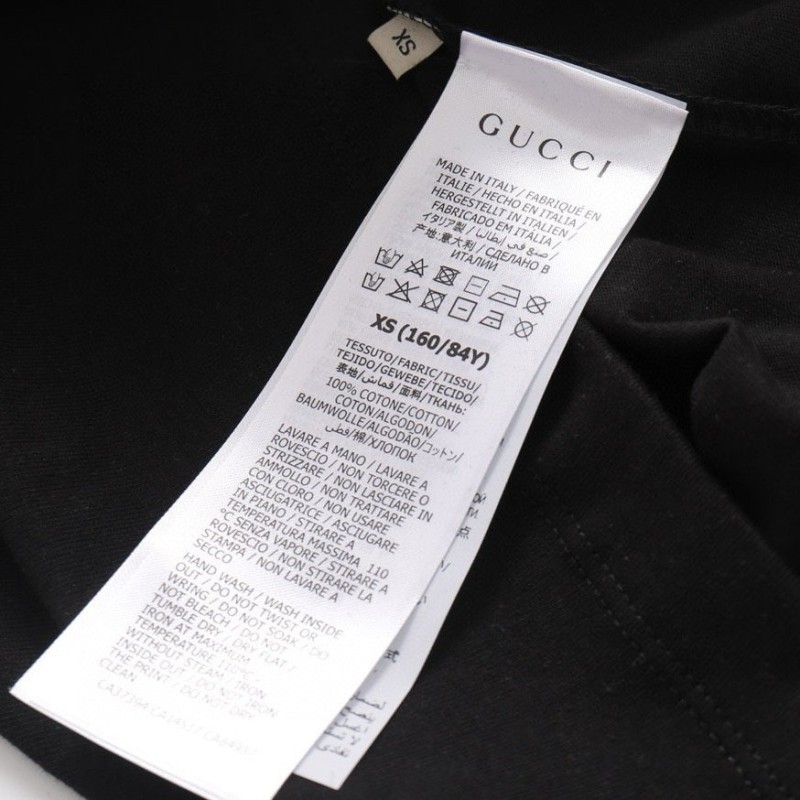 XS
GUCCI
MADE IN ITALY / FABRIQUÉ EN
ITALIE / HECHO EN ITALIA /
HERGESTELLT IN ITALIEN /
FABRICADO EM ITÁLIA /
イタリア製 / صنع في إيطاليا /
产地:意大利 / СДЕЛАНО В
ИТАЛИИ
XS (160/84Y)
TESSUTO/FABRIC/TISSU/
TEJIDO/GEWEBE/TECIDO/
表地/قماش/面料/ТКАНЬ:
100% COTONE/COTTON/
COTON/ALGODON/
BAUMWOLLE/ALGODÃO/コットン/
قطن/棉/ХЛОПОК
LAVARE A MANO / LAVARE A
ROVESCIO / NON TORCERE O
STRIZZARE / NON LASCIARE IN
AMMOLLO / NON TRATTARE
CON CLORO / NON USARE
ASCIUGATRICE / ASCIUGARE
IN PIANO / STIRARE A
TEMPERATURA MASSIMA 110
°C SENZA VAPORE / STIRARE A
ROVESCIO / NON STIRARE LA
STAMPA / NON LAVARE A
SECCO
HAND WASH / WASH INSIDE
OUT / DO NOT TWIST OR
WRING / DO NOT SOAK / DO
NOT BLEACH / DO NOT
TUMBLE DRY / DRY FLAT /
IRON AT MAXIMUM
TEMPERATURE 110ºC
WITHOUT STEAM / IRON
INSIDE OUT / DO NOT IRON
THE PRINT / DO NOT DRY
CLEAN
点
式